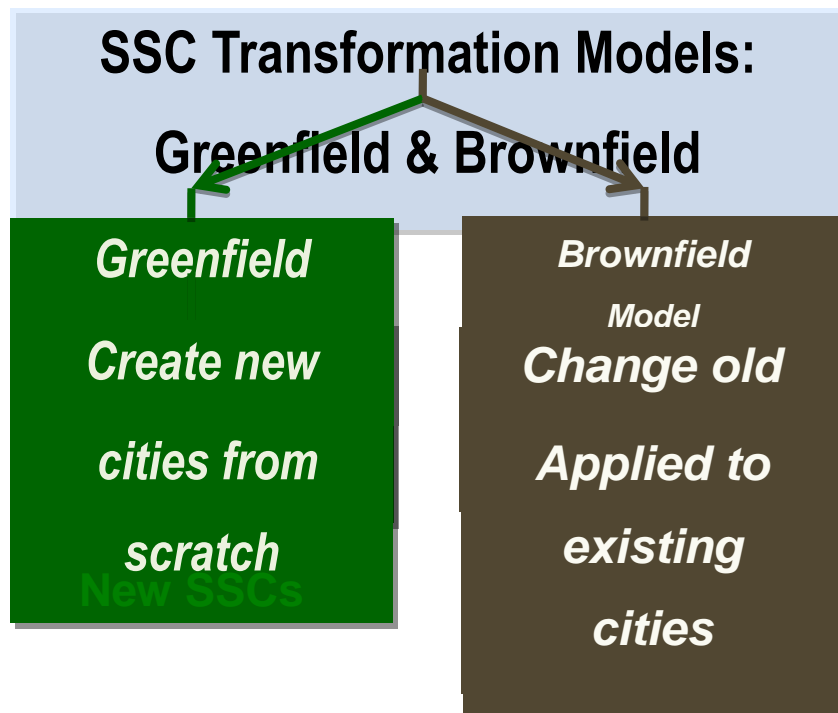 SSC Transformation Models:
Greenfield & Brownfield
Greenfield
Create new
cities from
scratch
New SSCs
Brownfield
Model
Change old
Applied to
existing
cities